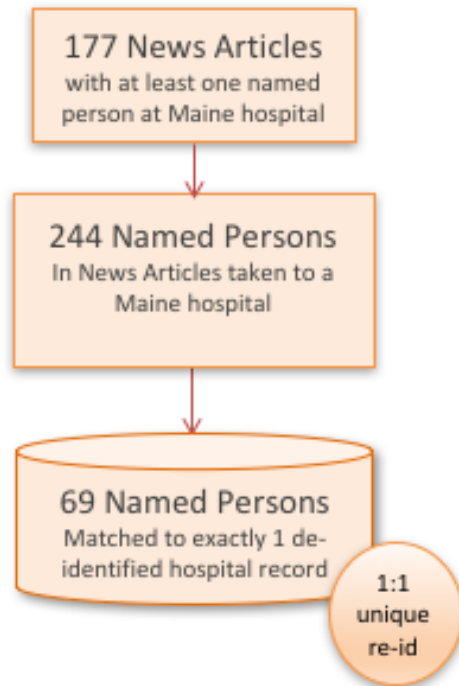 177 News Articles
with at least one named
person at Maine hospital
244 Named Persons
In News Articles taken to a
Maine hospital
69 Named Persons
Matched to exactly 1 de-
identified hospital record
1:1
unique
re-id